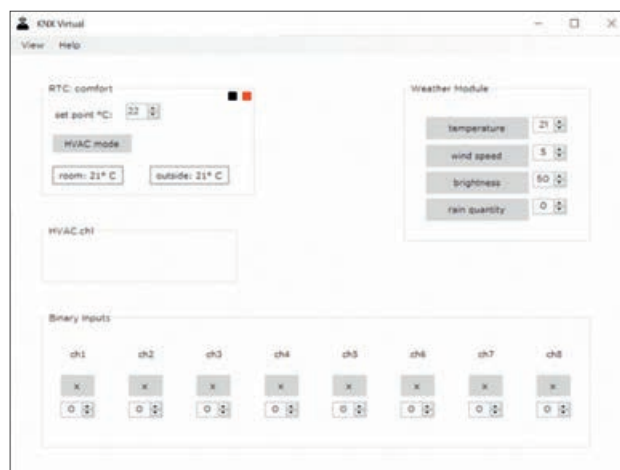 KNX Virtual
View Help
RTC: comfort
set point °C: 22
HVAC mode
room: 21° C outside: 21° C
Weather Module
temperature 21
wind speed 5
brightness 50
rain quantity 0
HVAC ch1
Binary Inputs
ch1 ch2 ch3 ch4 ch5 ch6 ch7 ch8
x x x x x x x x
0 0 0 0 0 0 0 0